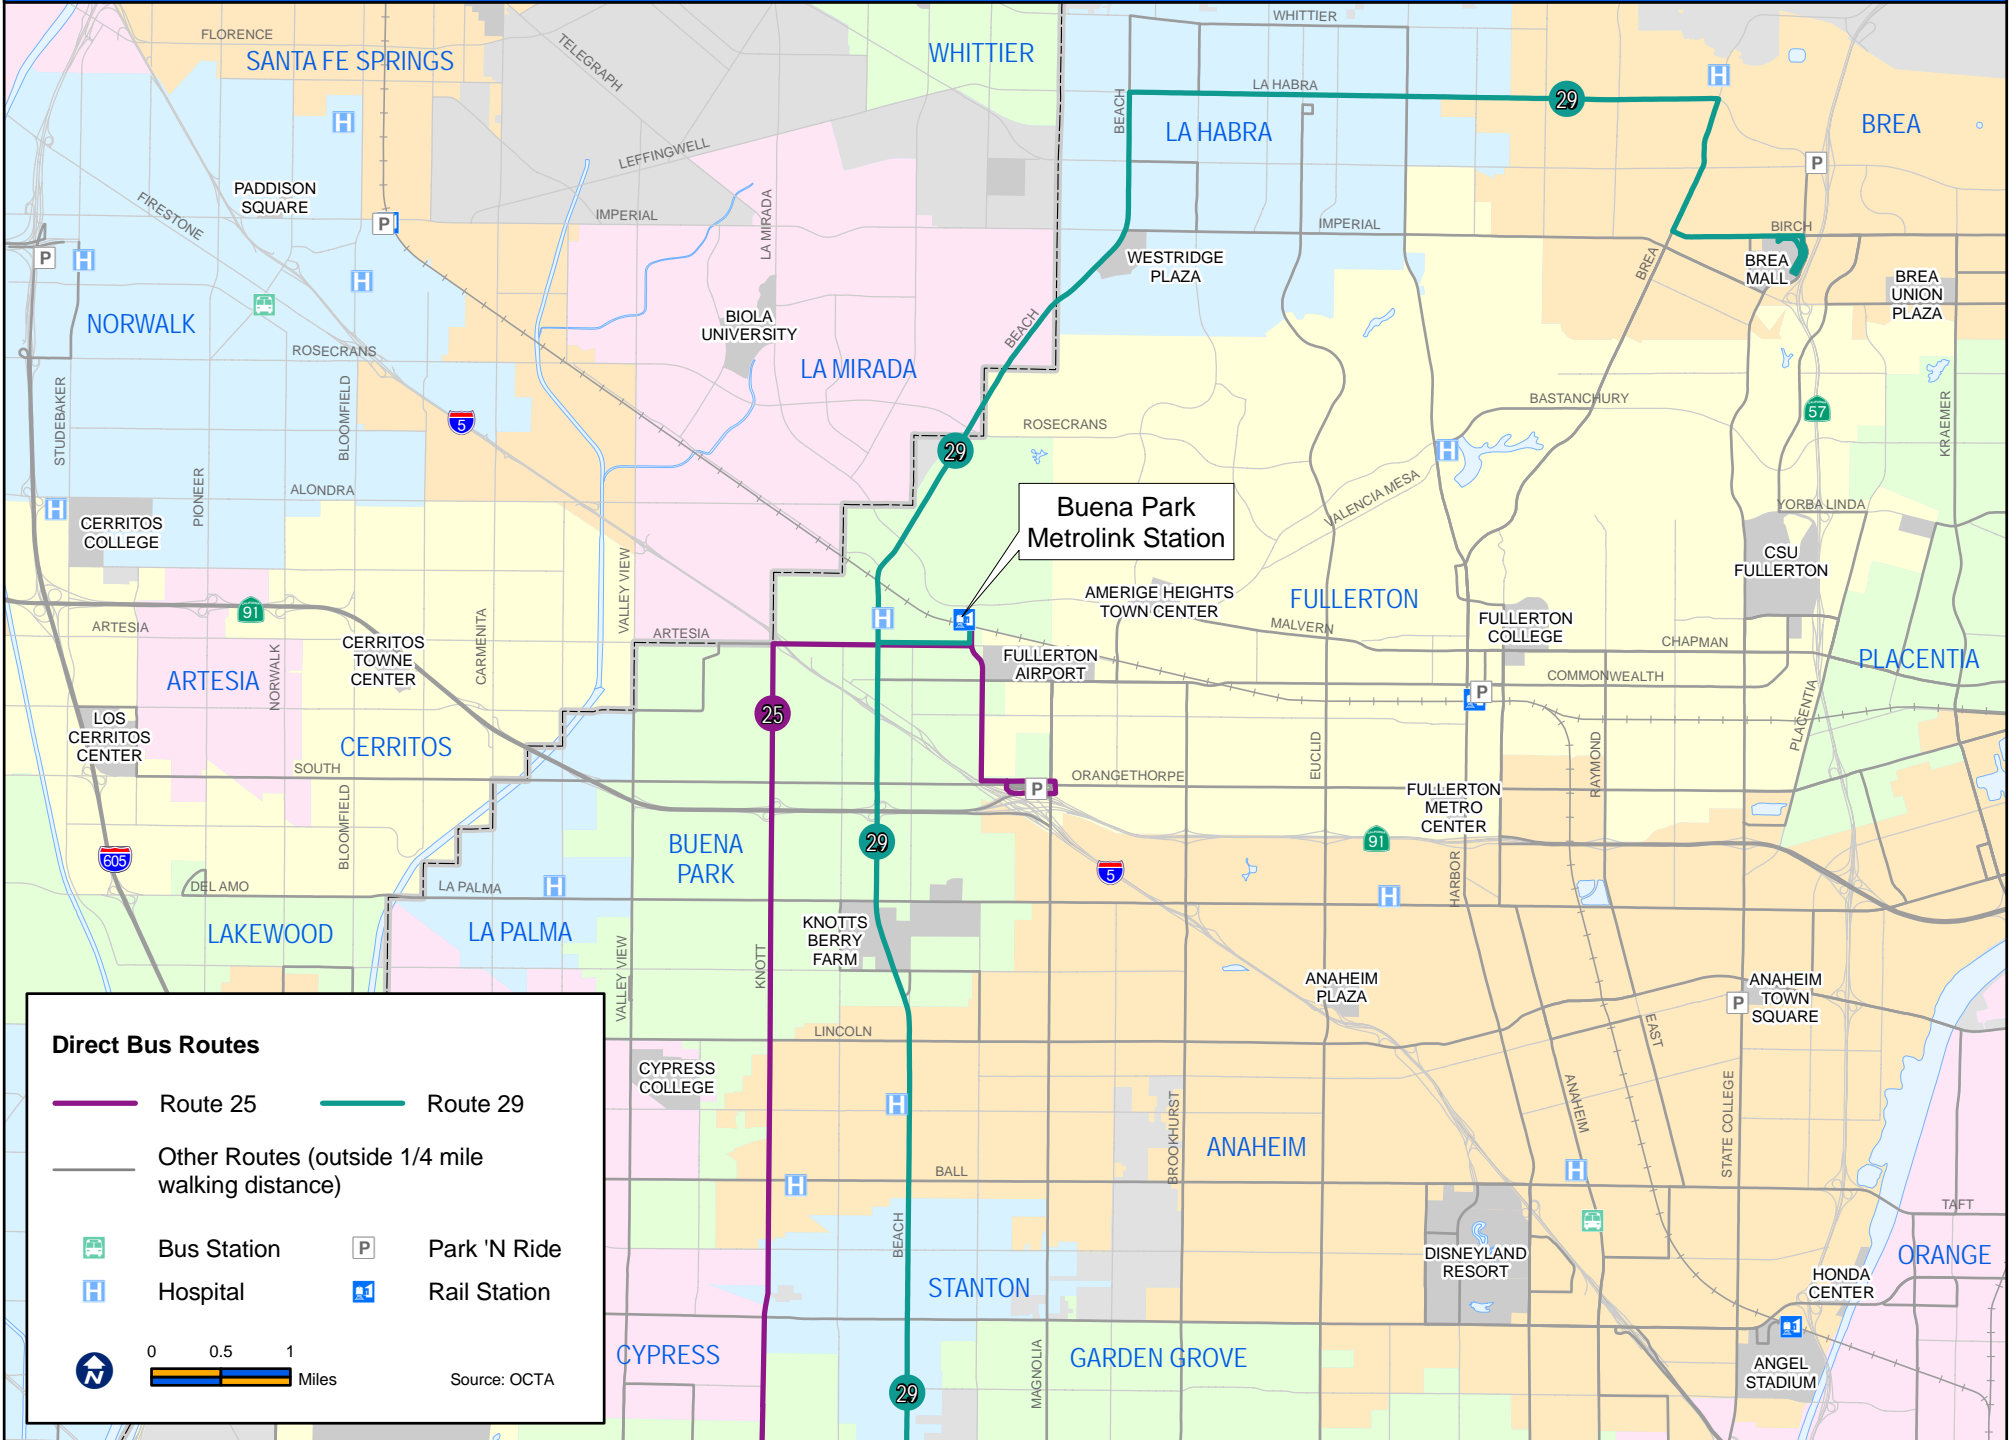 WHITTIER
FLORENCE
SANTA FE SPRINGS
TELEGRAPH
WHITTIER
LA HABRA
BEACH
29
LA HABRA
BREA
P
LEFFINGWELL
PADDISON
SQUARE
FIRESTONE
IMPERIAL
LA MIRADA
IMPERIAL
BIRCH
WESTRIDGE
PLAZA
BREA
BREA
MALL
BREA
UNION
PLAZA
NORWALK
BIOLA
UNIVERSITY
BEACH
ROSECRANS
LA MIRADA
STUDEBAKER
BLOOMFIELD
5
BASTANCHURY
57
KRAEMER
ROSECRANS
29
PIONEER
ALONDRA
Buena Park
Metrolink Station
VALENCIA MESA
YORBA LINDA
CERRITOS
COLLEGE
CSU
FULLERTON
VALLEY VIEW
AMERIGE HEIGHTS
TOWN CENTER
FULLERTON
91
ARTESIA
CARMENITA
ARTESIA
MALVERN
FULLERTON
COLLEGE
CHAPMAN
CERRITOS
TOWNE
CENTER
NORWALK
FULLERTON
AIRPORT
COMMONWEALTH
PLACENTIA
ARTESIA
P
LOS
CERRITOS
CENTER
25
PLACENTIA
CERRITOS
SOUTH
EUCLID
RAYMOND
ORANGETHORPE
P
FULLERTON
METRO
CENTER
BLOOMFIELD
BUENA
PARK
29
91
605
5
DEL AMO
LA PALMA
HARBOR
LAKEWOOD
LA PALMA
KNOTTS
BERRY
FARM
VALLEY VIEW
KNOTT
ANAHEIM
PLAZA
P
ANAHEIM
TOWN
SQUARE
LINCOLN
EAST
CYPRESS
COLLEGE
ANAHEIM
STATE COLLEGE
BROOKHURST
ANAHEIM
BALL
BEACH
TAFT
DISNEYLAND
RESORT
ORANGE
STANTON
HONDA
CENTER
CYPRESS
MAGNOLIA
GARDEN GROVE
ANGEL
STADIUM
29
Direct Bus Routes
Route 25
Route 29
Other Routes (outside 1/4 mile
walking distance)
Bus Station
P
Park 'N Ride
H
Hospital
Rail Station
N
0 0.5 1
Miles
Source: OCTA